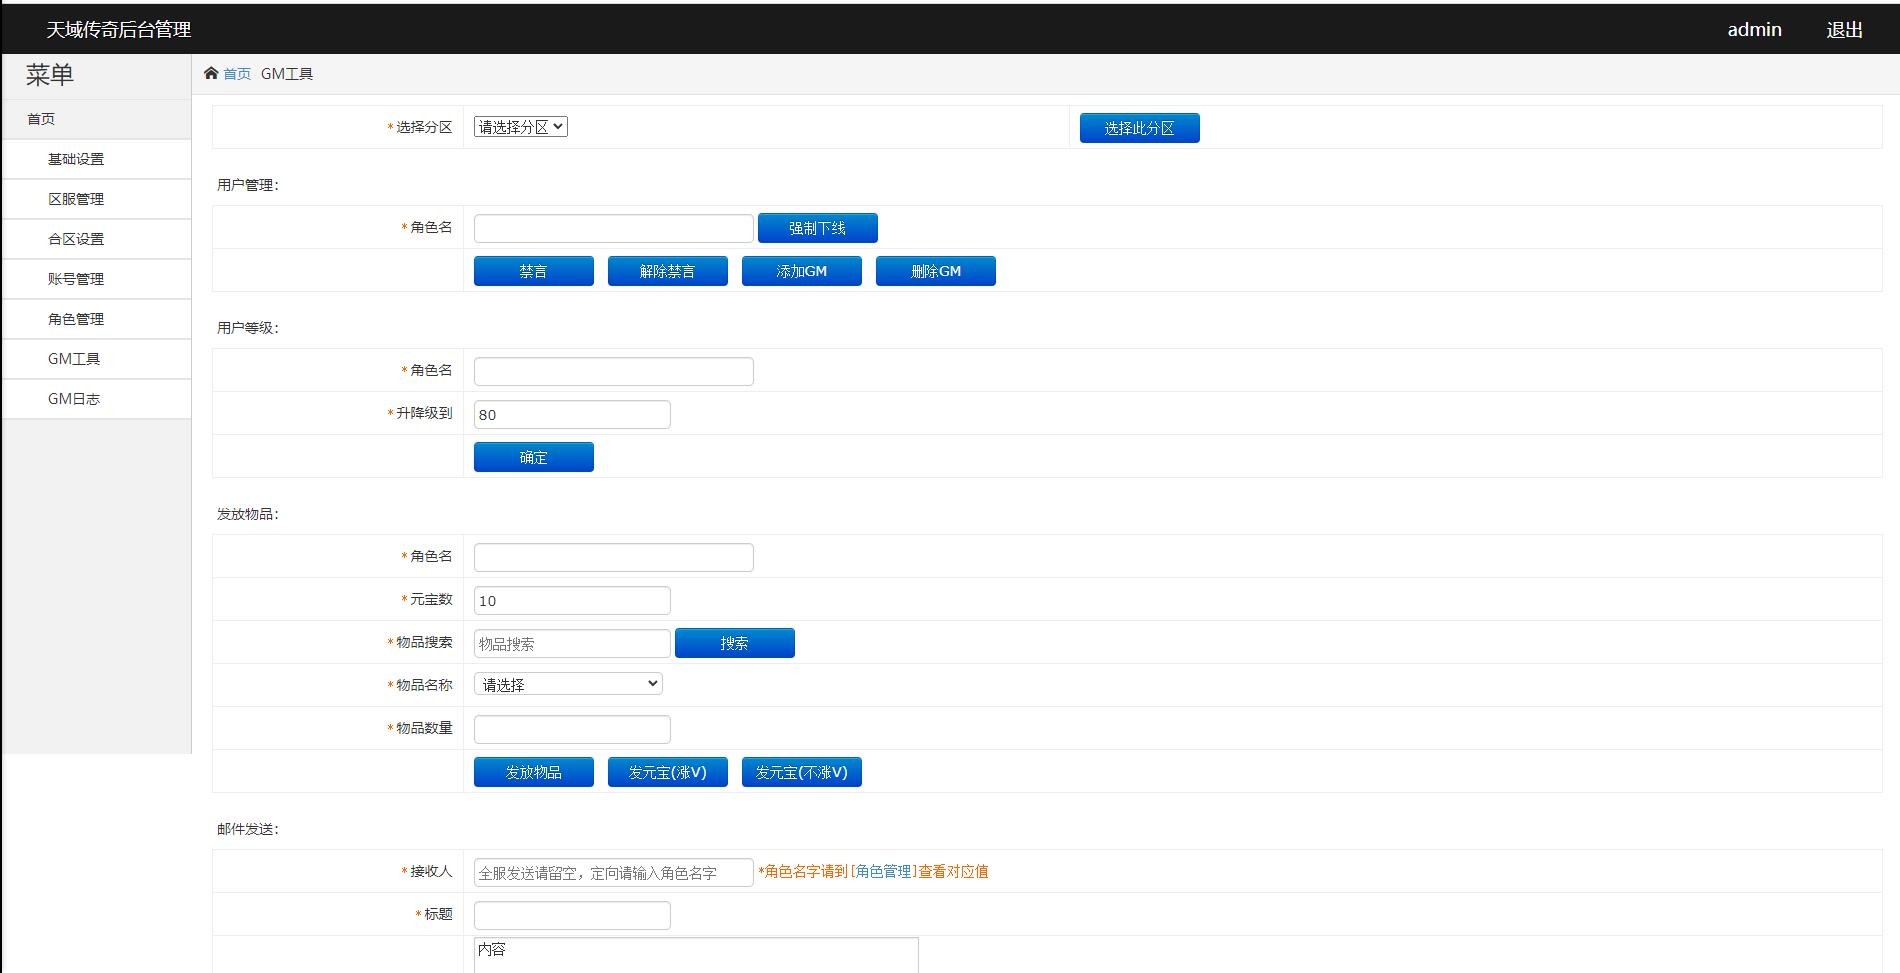 天域传奇后台管理 admin 退出
菜单
首页
基础设置
区服管理
合区设置
账号管理
角色管理
GM工具
GM日志
首页 GM工具
*选择分区 请选择分区 选择此分区
用户管理:
*角色名 强制下线
禁言 解除禁言 添加GM 删除GM
用户等级:
*角色名
*升降级到 80
确定
发放物品:
*角色名
*元宝数 10
*物品搜索 物品搜索 搜索
*物品名称 请选择
*物品数量
发放物品 发元宝(涨V) 发元宝(不涨V)
邮件发送:
*接收人 全服发送请留空，定向请输入角色名字 *角色名字请到[角色管理]查看对应值
*标题
内容